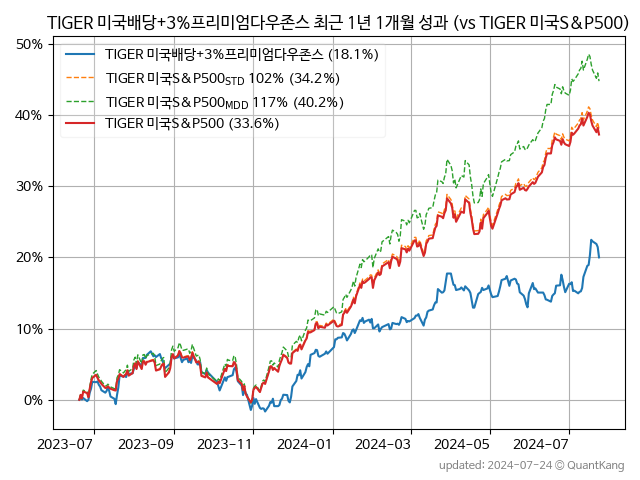 TIGER 미국배당+3%프리미엄다우존스 최근 1년 1개월 성과 (vs TIGER 미국S&P500)
50%
40%
30%
20%
10%
0%
TIGER 미국배당+3%프리미엄다우존스 (18.1%)
TIGER 미국S&P500STD 102% (34.2%)
TIGER 미국S&P500MDD 117% (40.2%)
TIGER 미국S&P500 (33.6%)
2023-07 2023-09 2023-11 2024-01 2024-03 2024-05 2024-07
updated: 2024-07-24 © QuantKang